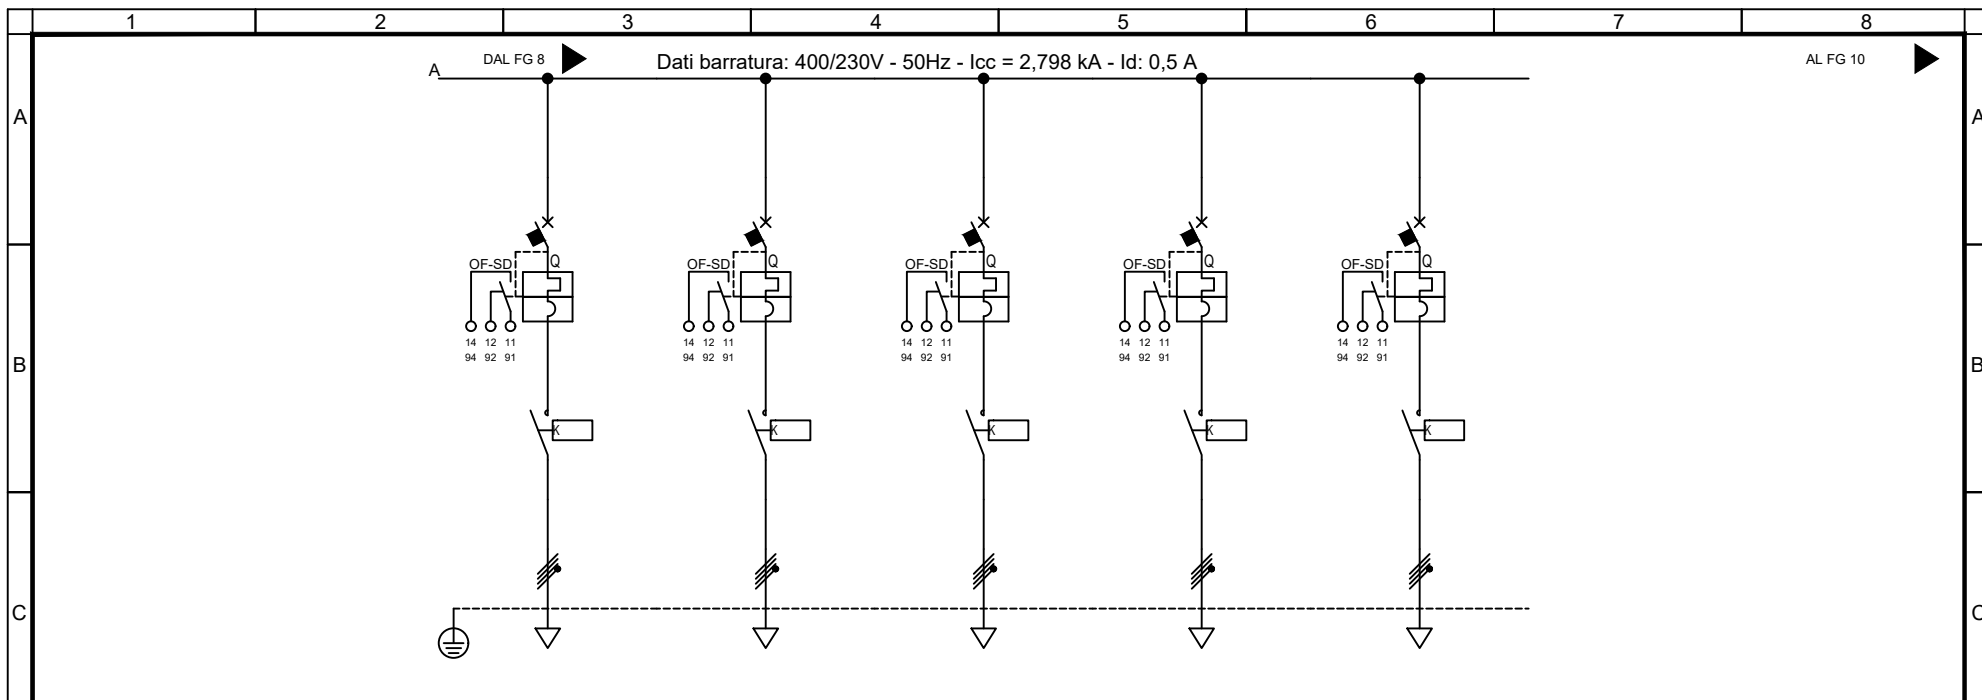 1 2 3 4 5 6 7 8
DAL FG 8 Dati barratura: 400/230V - 50Hz - Icc = 2,798 kA - Id: 0,5 A AL FG 10
A
A A
OF-SD Q OF-SD Q OF-SD Q OF-SD Q OF-SD Q
14 12 11 14 12 11 14 12 11 14 12 11 14 12 11
94 92 91 94 92 91 94 92 91 94 92 91 94 92 91
B B
K K K K K
C C